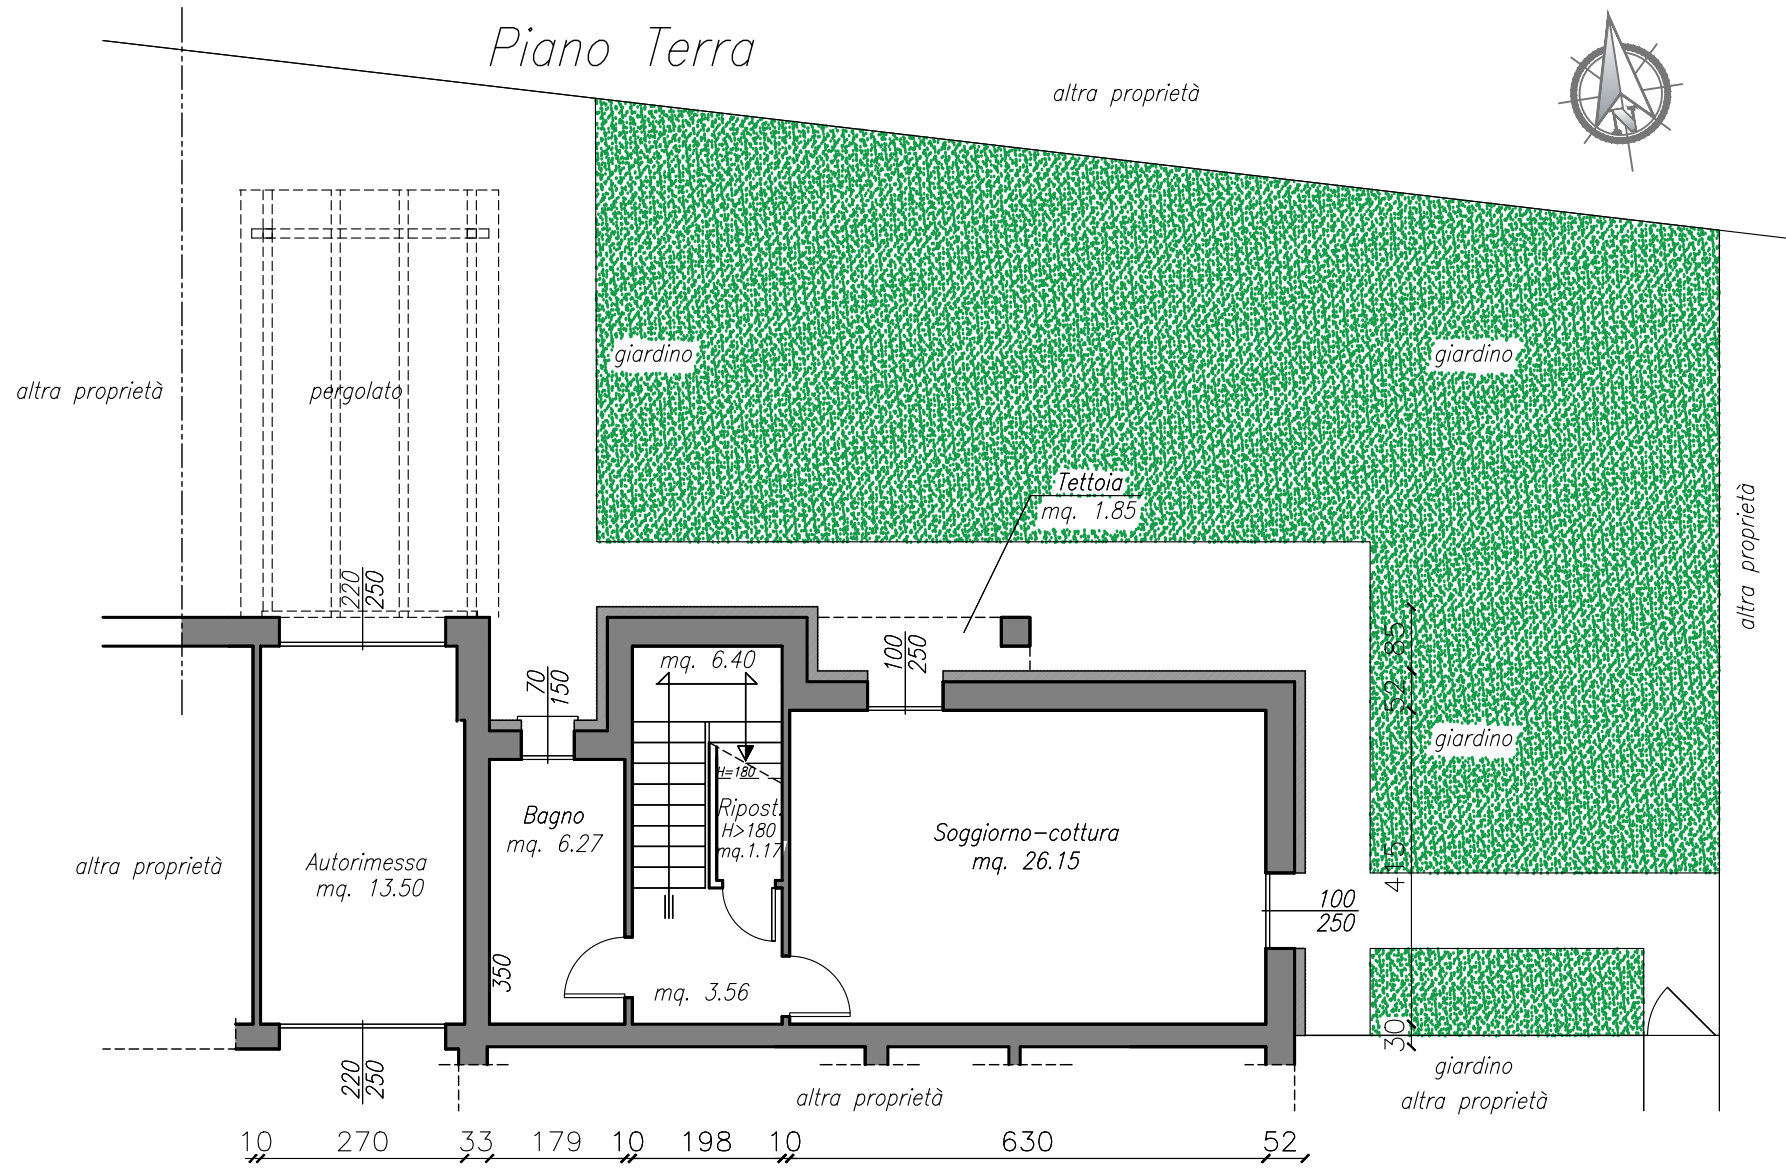 Piano Terra
altra proprietà
N
giardino
giardino
altra proprietà
pergolato
Tettoia
mq. 1.85
altra proprietà
220
250
70
150
mq. 6.40
100
250
85
52
giardino
H=180
Ripost.
H>180
mq.1.17
Bagno
mq. 6.27
Soggiorno-cottura
mq. 26.15
altra proprietà
Autorimessa
mq. 13.50
415
100
250
350
mq. 3.56
30
220
250
giardino
altra proprietà
altra proprietà
10 270 33 179 10 198 10 630 52